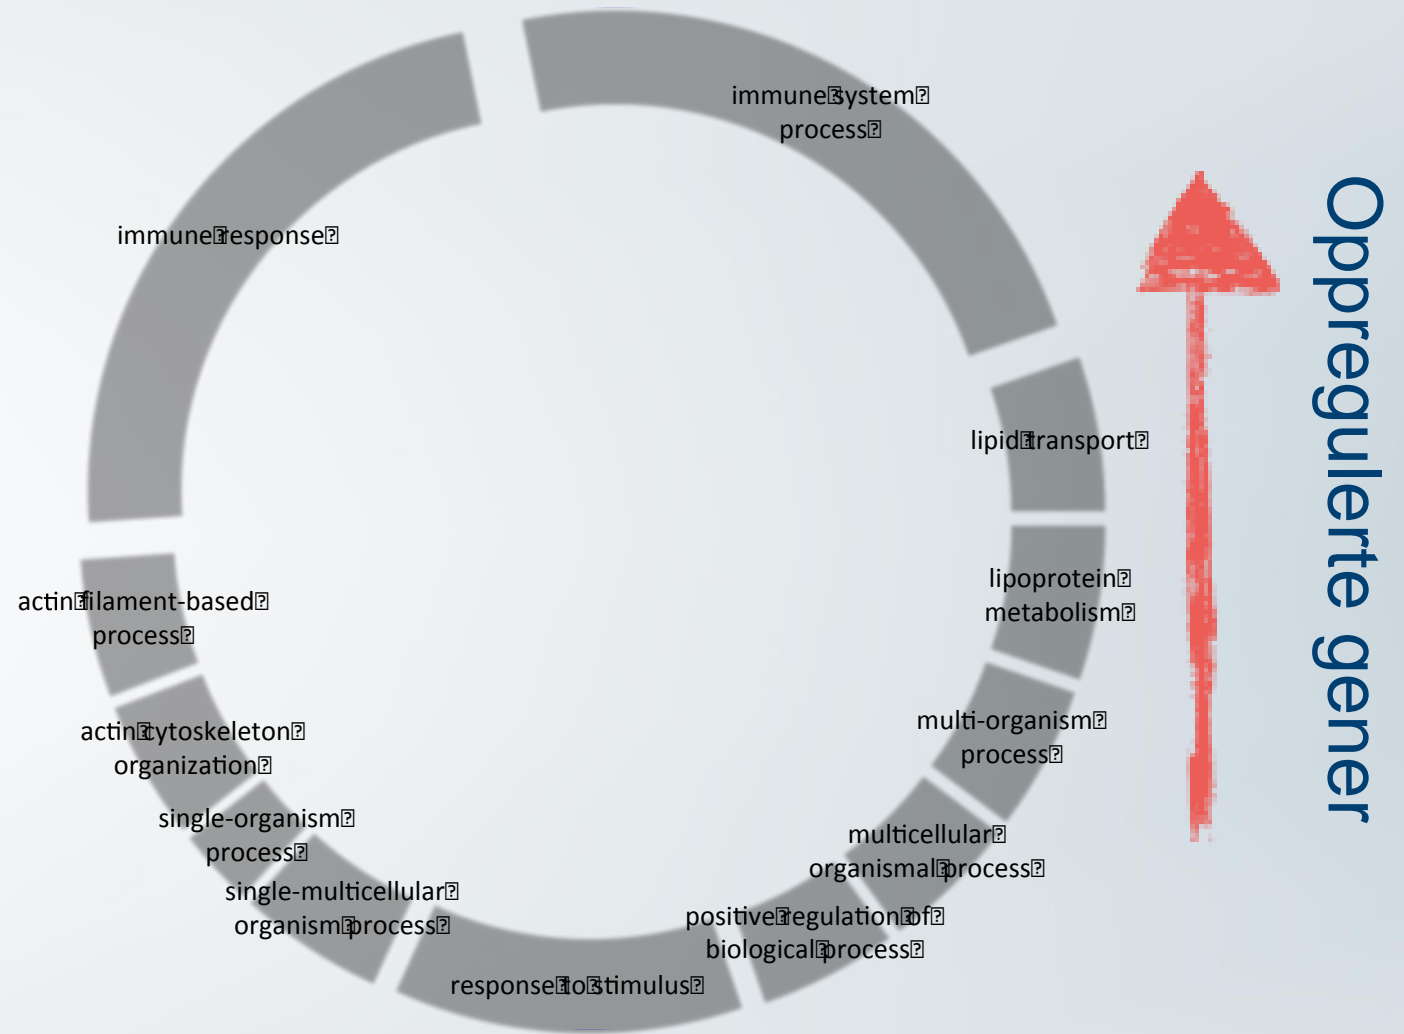 immune system
process
immune response
lipid transport
lipoprotein
metabolism
multi-organism
process
multicellular
organismal process
positive regulation of
biological process
response to stimulus
single-multicellular
organism process
single-organism
process
actin cytoskeleton
organization
actin filament-based
process
Oppregulerte gener